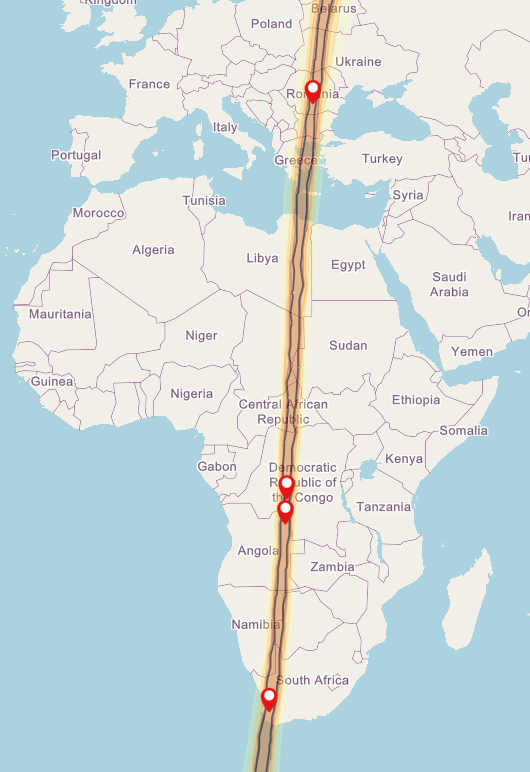 Kingdom
Belarus
Poland
Ukraine
France
Romania
Italy
Portugal
Greece
Turkey
Tunisia
Syria
Morocco
Iran
Algeria
Libya
Egypt
Saudi
Arabia
Mauritania
Niger
Sudan
Yemen
Guinea
Nigeria
Central African
Republic
Ethiopia
Somalia
Gabon
Democratic
Republic of
the Congo
Kenya
Tanzania
Angola
Zambia
Namibia
South Africa